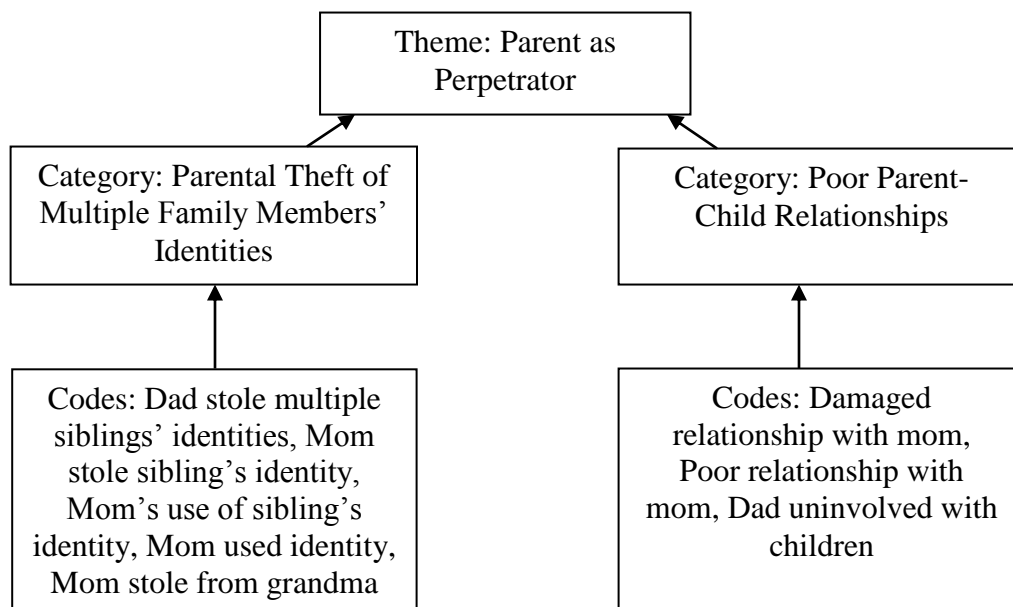 Theme: Parent as
Perpetrator
Category: Parental Theft of
Multiple Family Members’
Identities
Category: Poor Parent-
Child Relationships
Codes: Dad stole multiple
siblings’ identities, Mom
stole sibling’s identity,
Mom’s use of sibling’s
identity, Mom used identity,
Mom stole from grandma
Codes: Damaged
relationship with mom,
Poor relationship with
mom, Dad uninvolved with
children